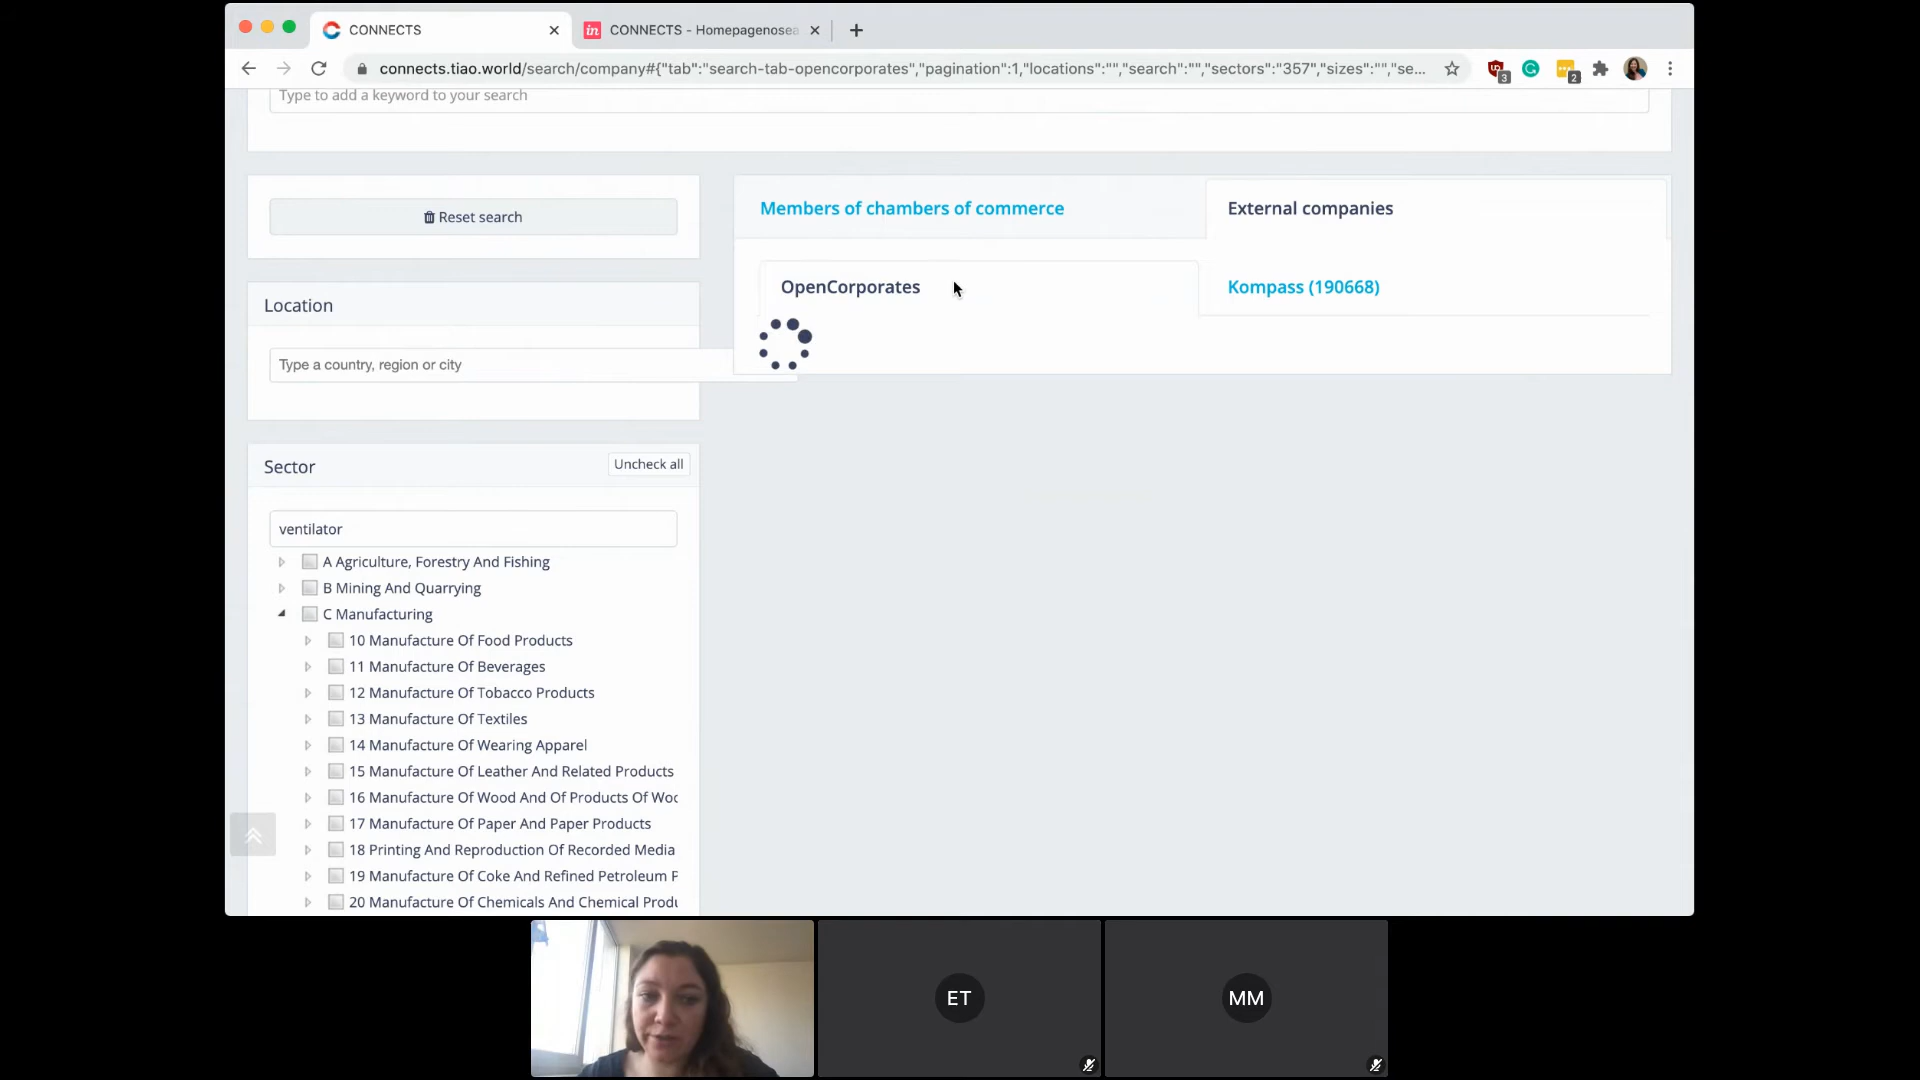 CONNECTS
CONNECTS - Homepagenosea
connects.tiao.world/search/company#{"tab":"search-tab-opencorporates","pagination":1,"locations":"","search":"","sectors":"357","sizes":"","se...
3
2
Type to add a keyword to your search
Reset search
Members of chambers of commerce
External companies
OpenCorporates
Kompass (190668)
Location
Type a country, region or city
Sector
Uncheck all
ventilator
A Agriculture, Forestry And Fishing
B Mining And Quarrying
C Manufacturing
10 Manufacture Of Food Products
11 Manufacture Of Beverages
12 Manufacture Of Tobacco Products
13 Manufacture Of Textiles
14 Manufacture Of Wearing Apparel
15 Manufacture Of Leather And Related Products
16 Manufacture Of Wood And Of Products Of Woo
17 Manufacture Of Paper And Paper Products
18 Printing And Reproduction Of Recorded Media
19 Manufacture Of Coke And Refined Petroleum P
20 Manufacture Of Chemicals And Chemical Produ
ET
MM